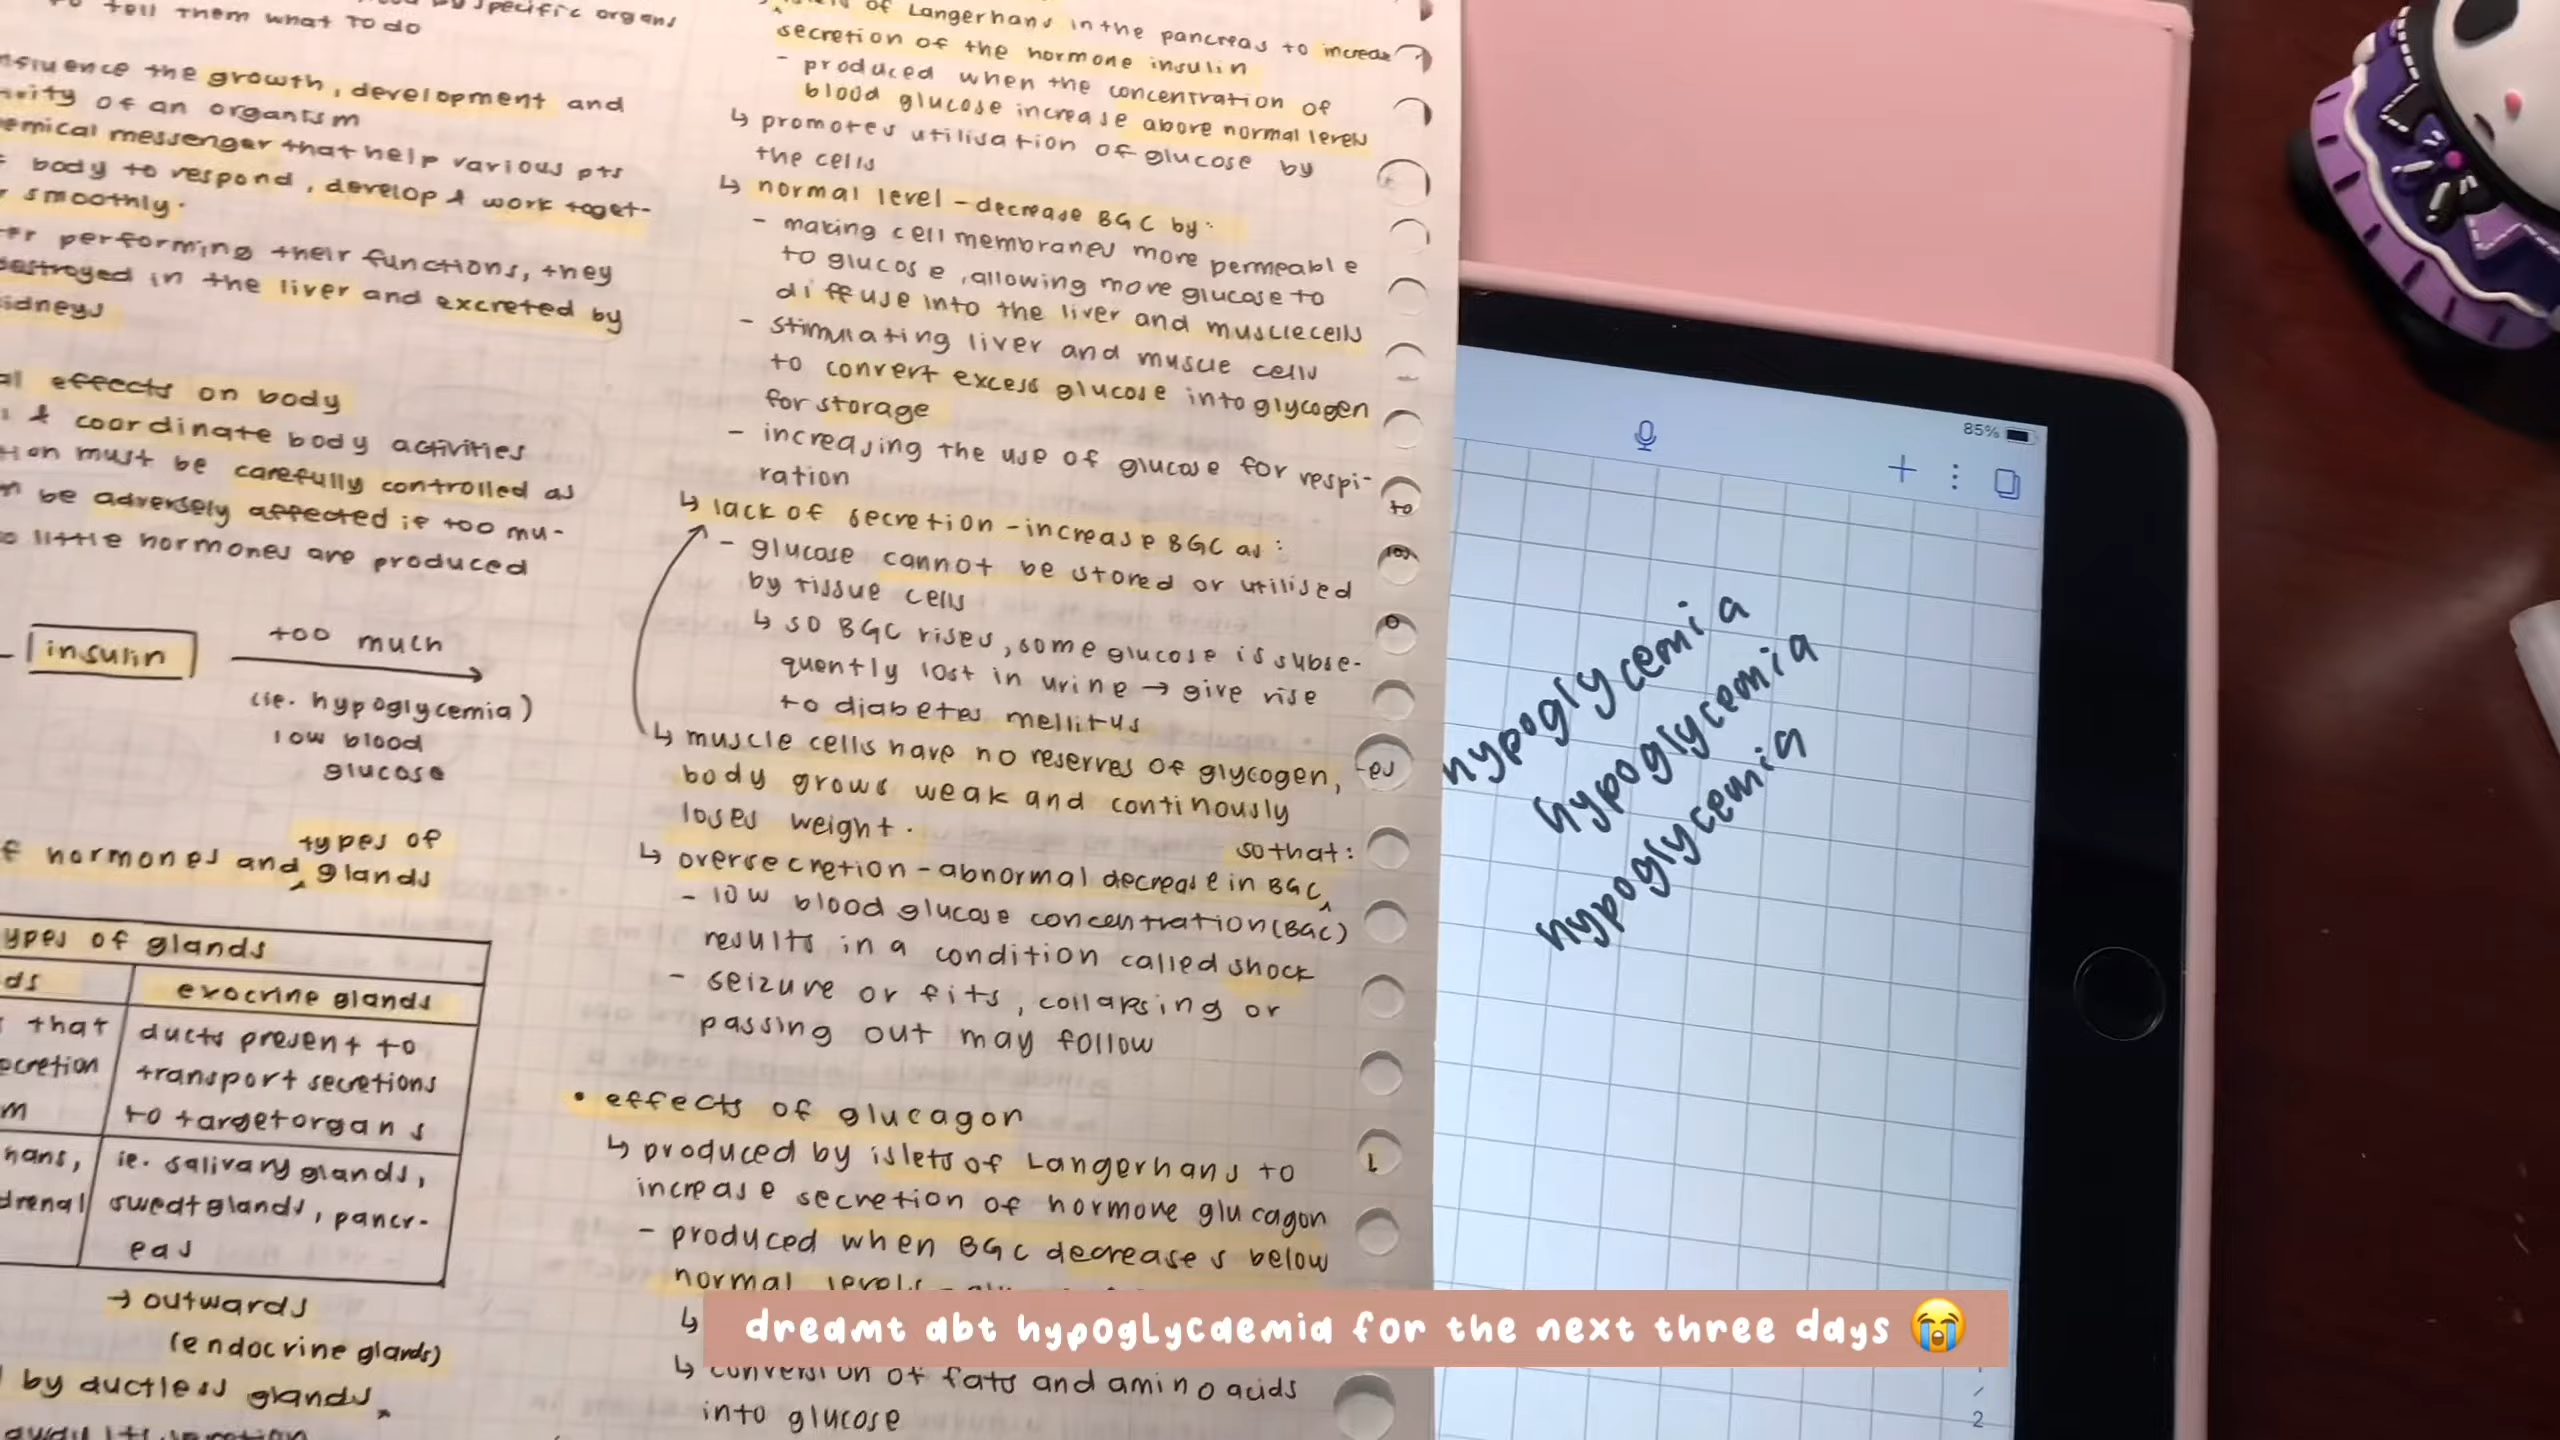 specific organs
to tell them what to do
influence the growth, development and
of an organism
chemical messenger that help various pts
body to respond, develop & work toget-
smoothly.
performing their functions, they
destroyed in the liver and excreted by
kidneys
effects on body
& coordinate body activities
must be carefully controlled as
be adversely affected if too mu-
little hormones are produced
insulin
too much
(ie. hypoglycemia)
low blood
glucose
types of
hormones and ‸ glands
types of glands
exocrine glands
that
ducts present to
secretion
transport secretions
to target organs
ie. salivary glands,
sweat glands, pancr-
eas
→ outwards
(endocrine glands)
by ductless glands
of Langerhans in the pancreas to increase
secretion of the hormone insulin
- produced when the concentration of
blood glucose increase above normal levels
↳ promotes utilisation of glucose by
the cells
↳ normal level - decrease BGC by:
- making cell membranes more permeable
to glucose, allowing more glucose to
diffuse into the liver and muscle cells
- stimulating liver and muscle cells
to convert excess glucose into glycogen
for storage
- increasing the use of glucose for respi-
ration
↳ lack of secretion - increase BGC as:
- glucose cannot be stored or utilised
by tissue cells
↳ so BGC rises, some glucose is subse-
quently lost in urine → give rise
to diabetes mellitus
↳ muscle cells have no reserves of glycogen,
body grows weak and continously
loses weight.
so that:
↳ oversecretion - abnormal decrease in BGC‸
- low blood glucose concentration (BGC)
results in a condition called shock
- seizure or fits, collapsing or
passing out may follow
• effects of glucagon
↳ produced by islets of Langerhans to
increase secretion of hormone glucagon
- produced when BGC decreases below
normal levels
↳ conversion of fats and amino acids
into glucose
85%
hypoglycemia
hypoglycemia
hypoglycemia
2
dreamt abt hypoglycaemia for the next three days 😭